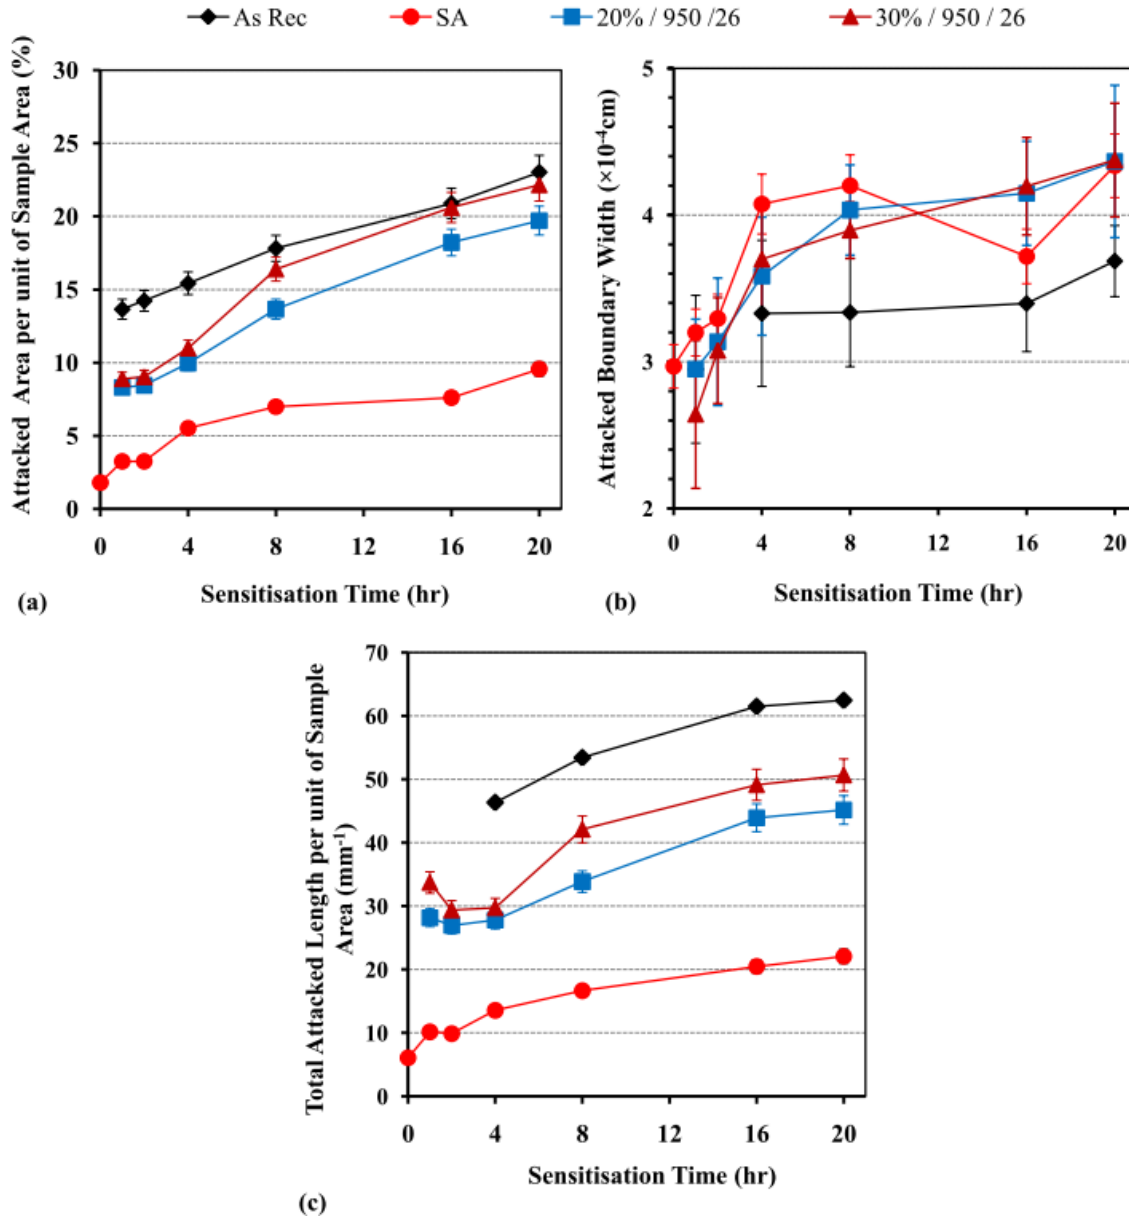 As Rec SA 20% / 950 /26 30% / 950 / 26
Attacked Area per unit of Sample Area (%)
30
25
20
15
10
5
0
0 4 8 12 16 20
Sensitisation Time (hr)
(a)
Attacked Boundary Width (×10⁻⁴cm)
5
4
3
2
0 4 8 12 16 20
Sensitisation Time (hr)
(b)
Total Attacked Length per unit of Sample
Area (mm⁻¹)
70
60
50
40
30
20
10
0
0 4 8 12 16 20
Sensitisation Time (hr)
(c)